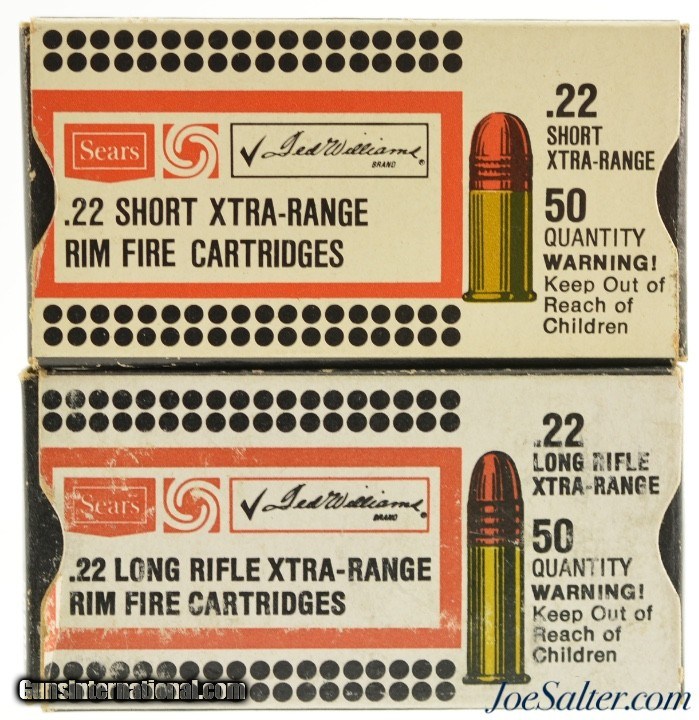 Sears
✓ Ted Williams®
BRAND
.22 SHORT XTRA-RANGE
RIM FIRE CARTRIDGES
.22
SHORT
XTRA-RANGE
50
QUANTITY
WARNING!
Keep Out of
Reach of
Children
Sears
✓ Ted Williams®
BRAND
.22 LONG RIFLE XTRA-RANGE
RIM FIRE CARTRIDGES
.22
LONG RIFLE
XTRA-RANGE
50
QUANTITY
WARNING!
Keep Out of
Reach of
Children
GunsInternational.com
JoeSalter.com